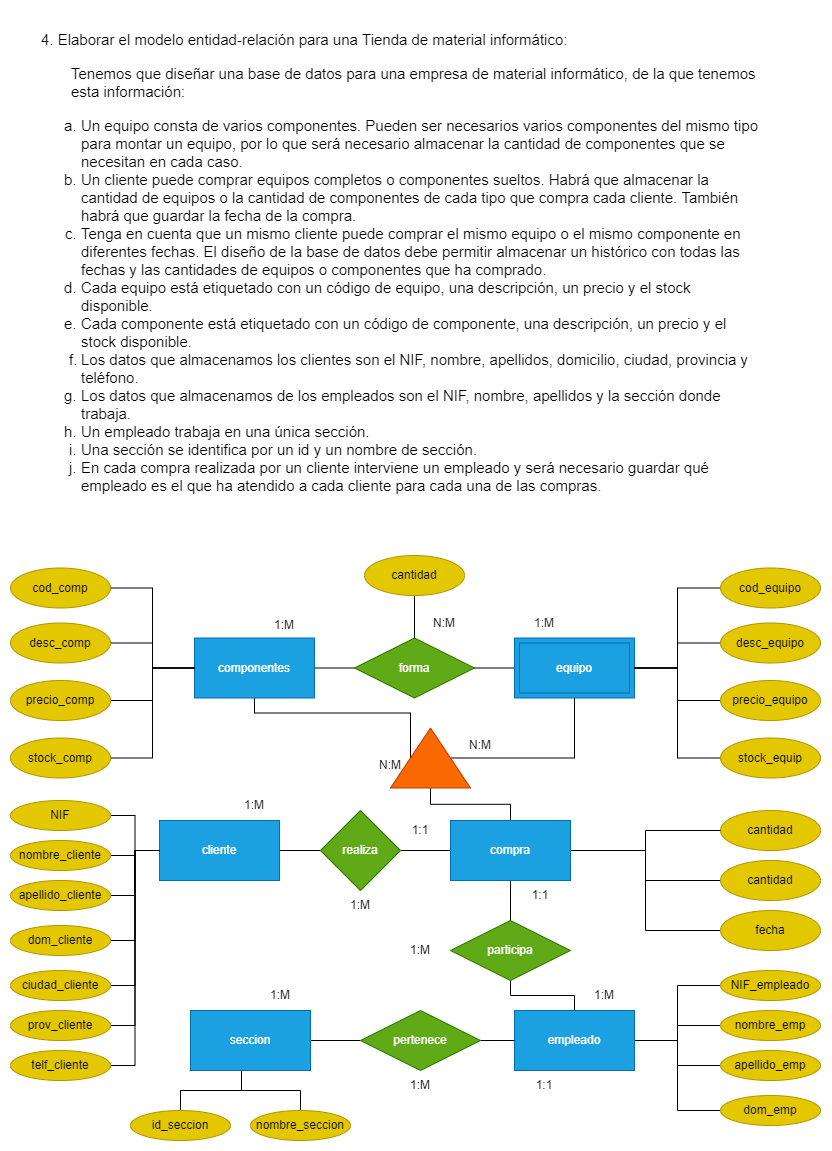 4. Elaborar el modelo entidad-relación para una Tienda de material informático:
Tenemos que diseñar una base de datos para una empresa de material informático, de la que tenemos
esta información:
a. Un equipo consta de varios componentes. Pueden ser necesarios varios componentes del mismo tipo
para montar un equipo, por lo que será necesario almacenar la cantidad de componentes que se
necesitan en cada caso.
b. Un cliente puede comprar equipos completos o componentes sueltos. Habrá que almacenar la
cantidad de equipos o la cantidad de componentes de cada tipo que compra cada cliente. También
habrá que guardar la fecha de la compra.
c. Tenga en cuenta que un mismo cliente puede comprar el mismo equipo o el mismo componente en
diferentes fechas. El diseño de la base de datos debe permitir almacenar un histórico con todas las
fechas y las cantidades de equipos o componentes que ha comprado.
d. Cada equipo está etiquetado con un código de equipo, una descripción, un precio y el stock
disponible.
e. Cada componente está etiquetado con un código de componente, una descripción, un precio y el
stock disponible.
f. Los datos que almacenamos los clientes son el NIF, nombre, apellidos, domicilio, ciudad, provincia y
teléfono.
g. Los datos que almacenamos de los empleados son el NIF, nombre, apellidos y la sección donde
trabaja.
h. Un empleado trabaja en una única sección.
i. Una sección se identifica por un id y un nombre de sección.
j. En cada compra realizada por un cliente interviene un empleado y será necesario guardar qué
empleado es el que ha atendido a cada cliente para cada una de las compras.
cantidad
cod_comp
cod_equipo
1:M
N:M
1:M
desc_comp
desc_equipo
componentes
forma
equipo
precio_comp
precio_equipo
N:M
stock_comp
stock_equip
N:M
1:M
NIF
1:1
cantidad
nombre_cliente
cliente
realiza
compra
cantidad
apellido_cliente
1:M
1:1
fecha
dom_cliente
1:M
participa
ciudad_cliente
NIF_empleado
1:M
1:M
prov_cliente
nombre_emp
seccion
pertenece
empleado
telf_cliente
apellido_emp
1:M
1:1
dom_emp
id_seccion
nombre_seccion